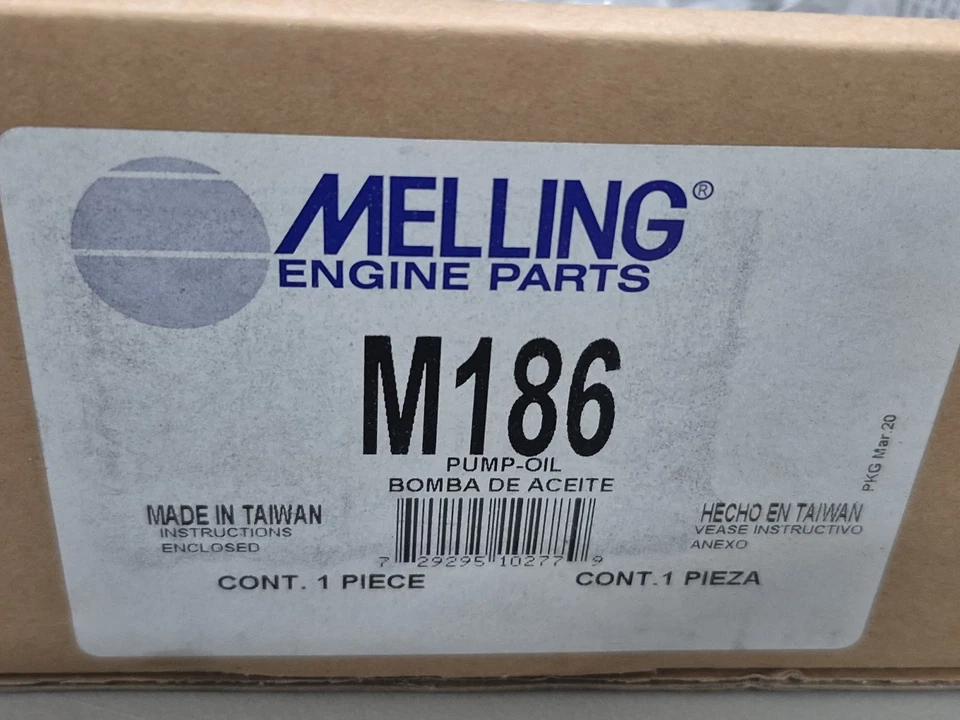 MELLING®
ENGINE PARTS
M186
PUMP-OIL
BOMBA DE ACEITE
MADE IN TAIWAN
INSTRUCTIONS
ENCLOSED
HECHO EN TAIWAN
VEASE INSTRUCTIVO
ANEXO
7 29295 10277 9
CONT. 1 PIECE
CONT.1 PIEZA
PKG Mar.20